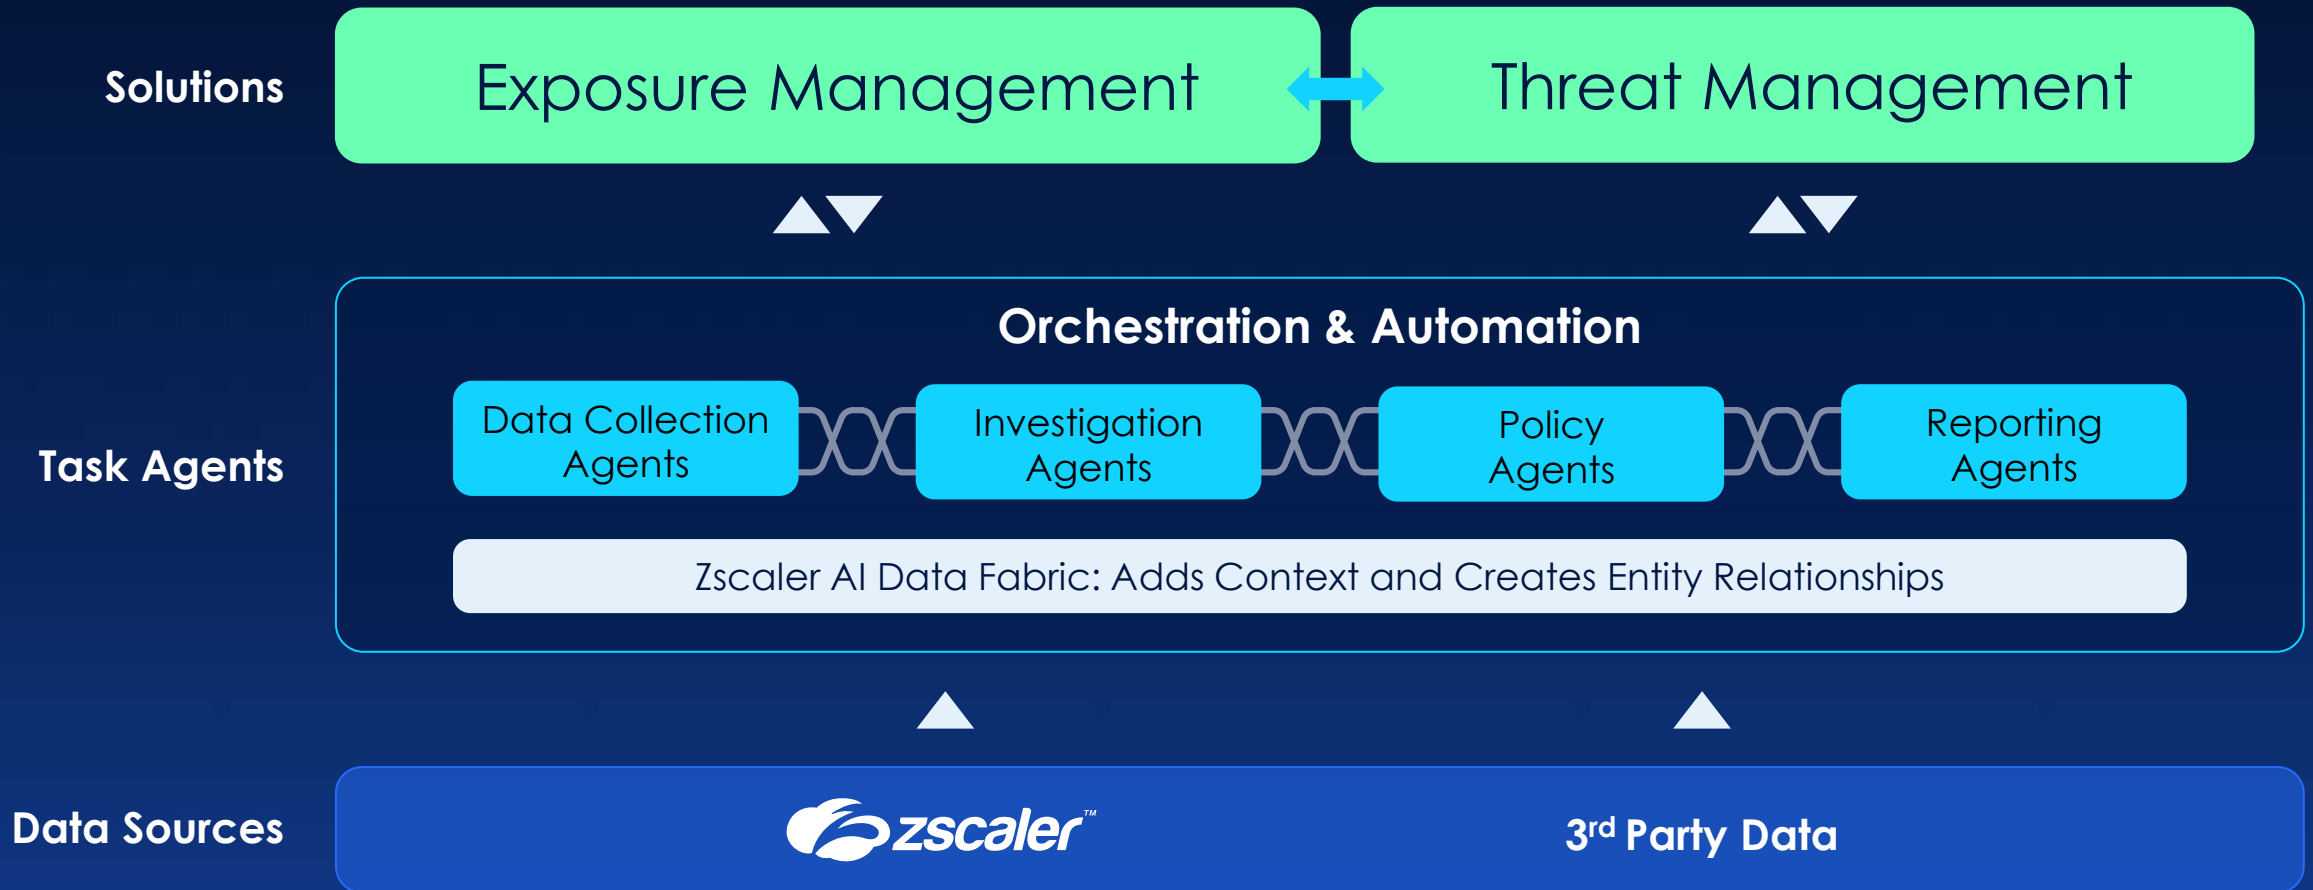 Solutions
Exposure Management
Threat Management
Orchestration & Automation
Task Agents
Data Collection
Agents
Investigation
Agents
Policy
Agents
Reporting
Agents
Zscaler AI Data Fabric: Adds Context and Creates Entity Relationships
Data Sources
zscaler™
3rd Party Data